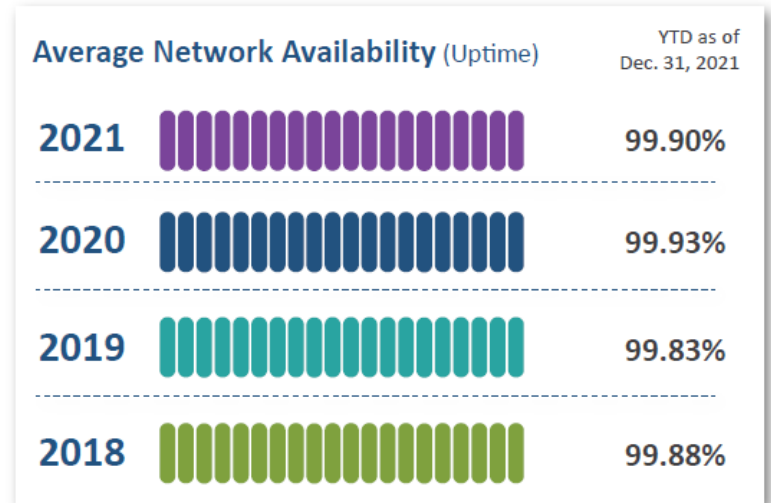 Average Network Availability (Uptime)
YTD as of
Dec. 31, 2021
2021 99.90%
2020 99.93%
2019 99.83%
2018 99.88%